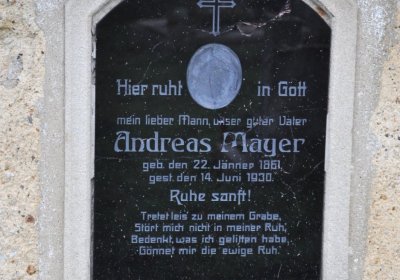 Hier ruht in Gott
mein lieber Mann, unser guter Vater
Andreas Mayer
geb. den 22. Jänner 1861
gest. den 14. Juni 1930.
Ruhe sanft!
Tretet leis zu meinem Grabe,
Stört mich nicht in meiner Ruh,
Bedenkt, was ich gelitten habe,
Gönnet mir die ewige Ruh.